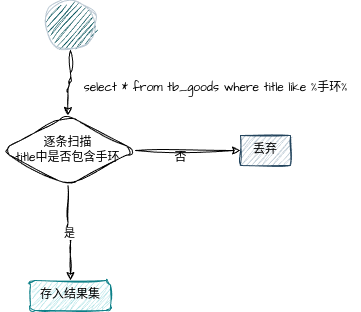 select * from tb_goods where title like %手环%
逐条扫描
title中是否包含手环
否
丢弃
是
存入结果集